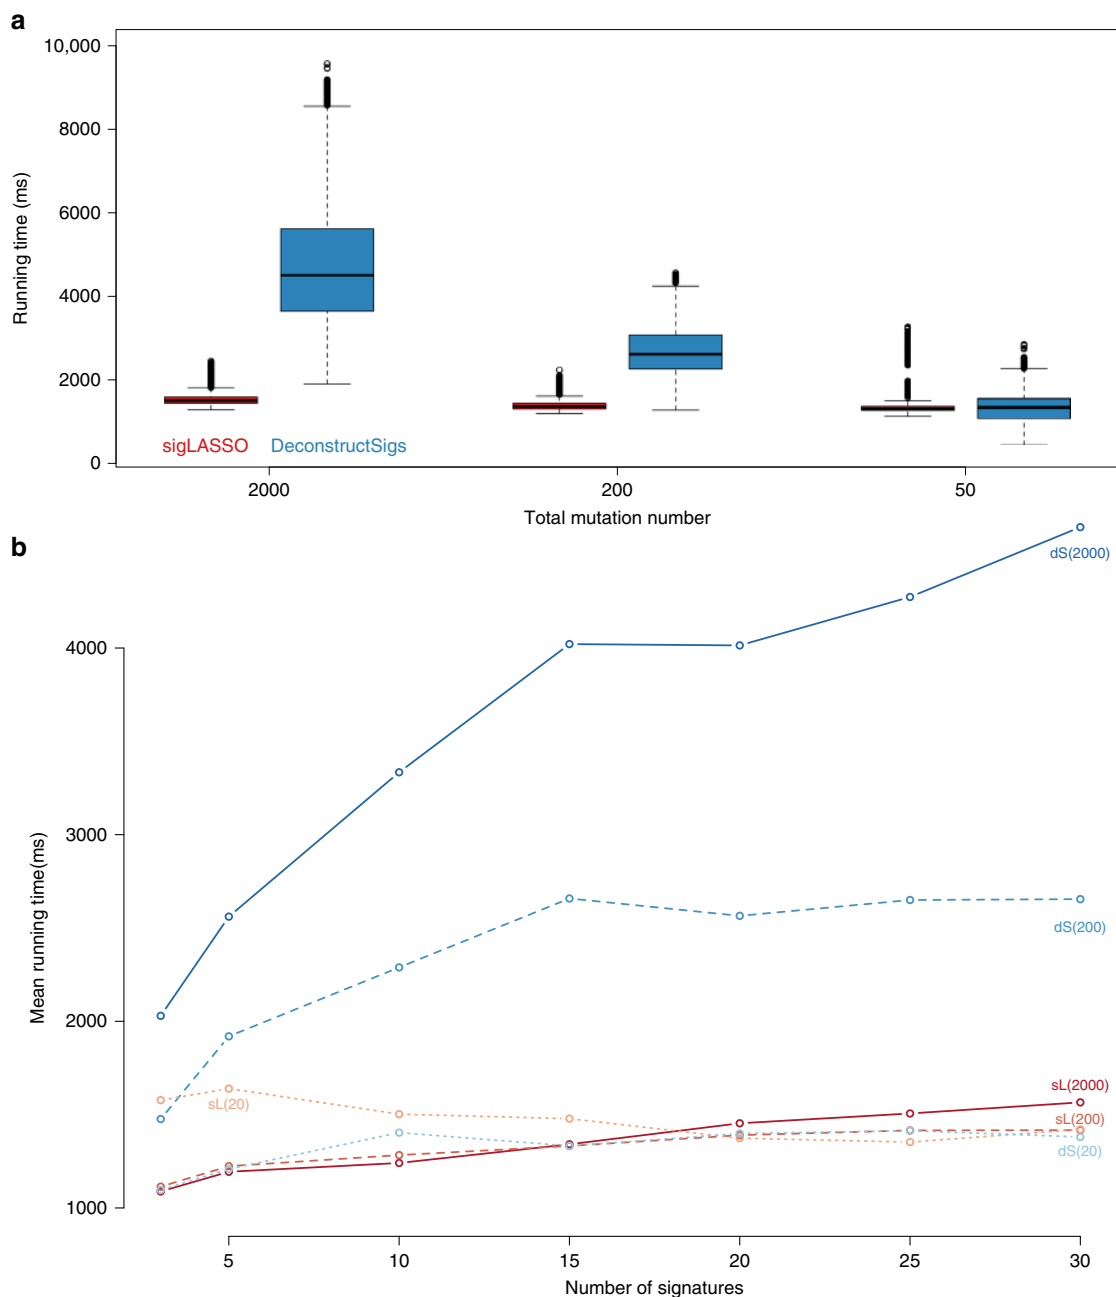 a
10,000
8000
6000
4000
2000
0
Running time (ms)
sigLASSO DeconstructSigs
2000 200 50
Total mutation number
b
dS(2000)
4000
3000
2000
1000
Mean running time(ms)
dS(200)
sL(2000)
sL(20)
sL(200)
dS(20)
5 10 15 20 25 30
Number of signatures